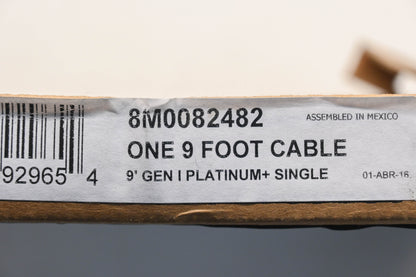 8M0082482
ASSEMBLED IN MEXICO
ONE 9 FOOT CABLE
92965 4
9' GEN I PLATINUM+ SINGLE
01-ABR-16